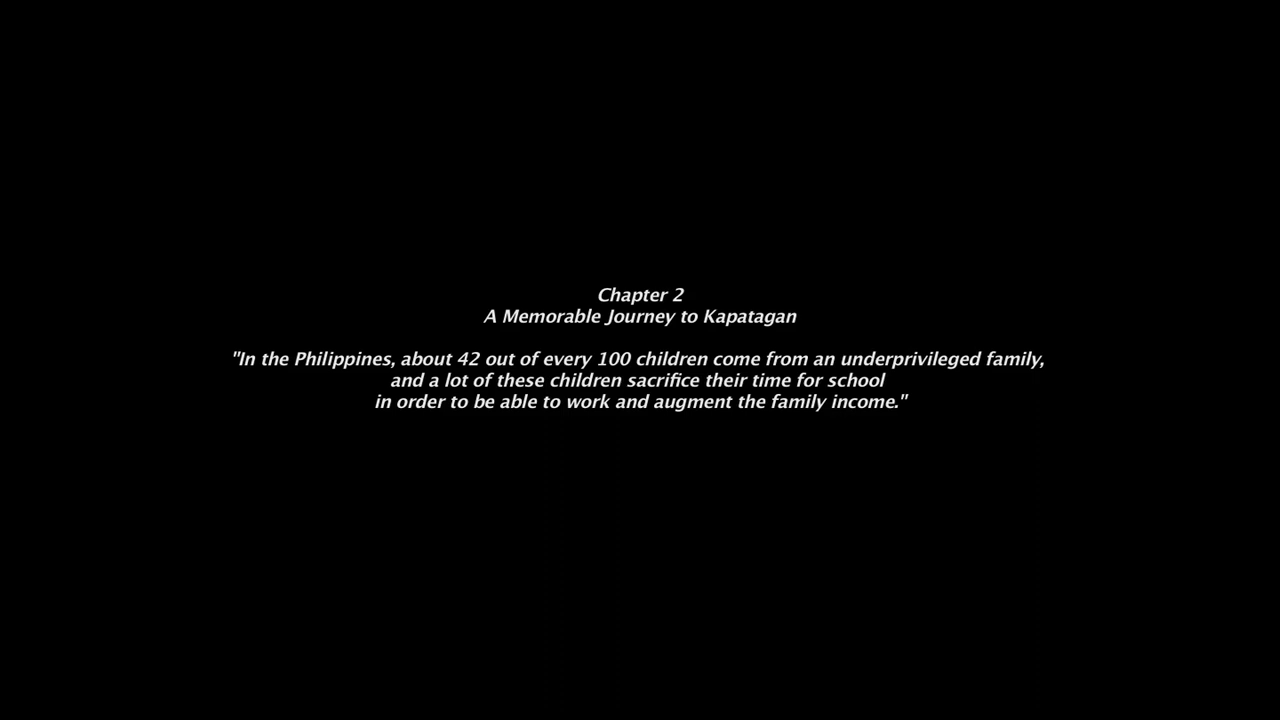 Chapter 2
A Memorable Journey to Kapatagan
"In the Philippines, about 42 out of every 100 children come from an underprivileged family,
and a lot of these children sacrifice their time for school
in order to be able to work and augment the family income."